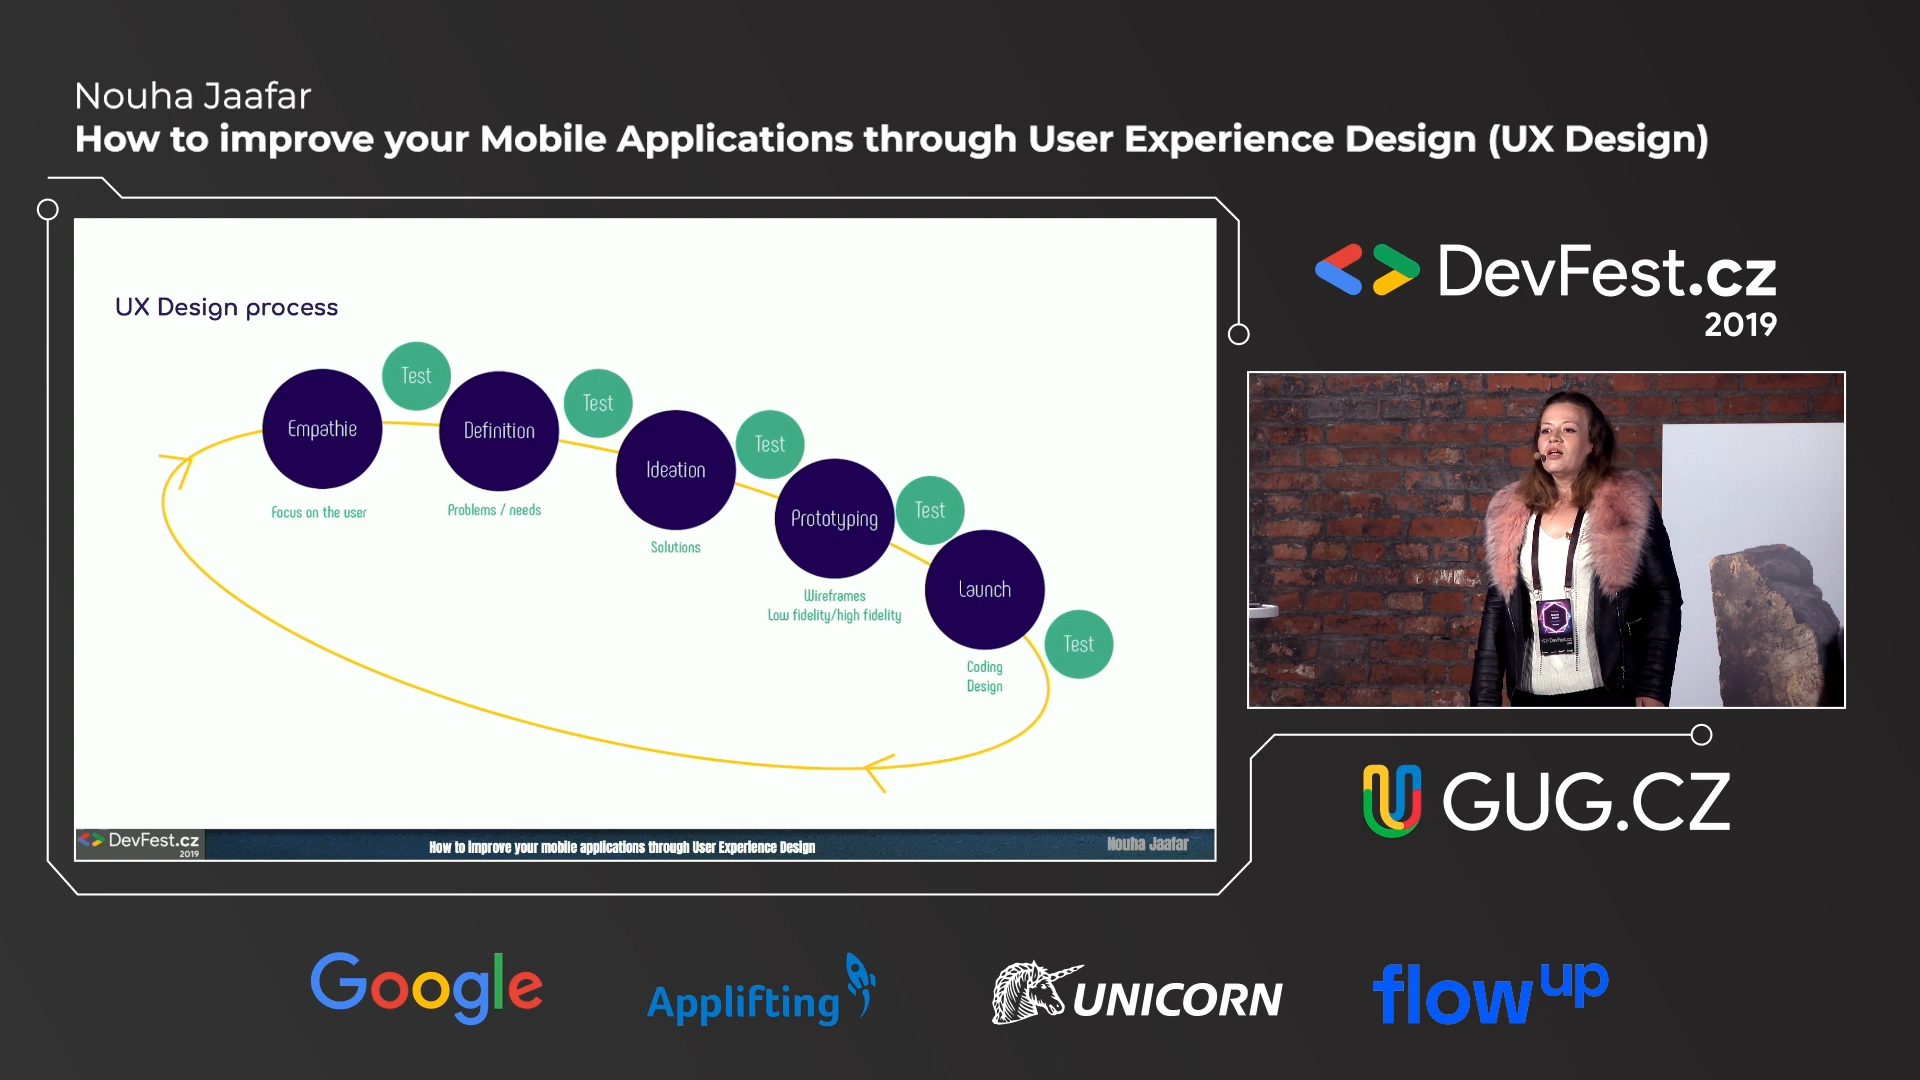 Nouha Jaafar
How to improve your Mobile Applications through User Experience Design (UX Design)
DevFest.cz
2019
UX Design process
Empathie
Test
Definition
Test
Ideation
Test
Prototyping
Test
Launch
Test
Focus on the user
Problems / needs
Solutions
Wireframes
Low fidelity/high fidelity
Coding
Design
DevFest.cz
2019
How to improve your mobile applications through User Experience Design
Nouha Jaafar
DevFest.cz
GUG.CZ
Google
Applifting
UNICORN
flowup